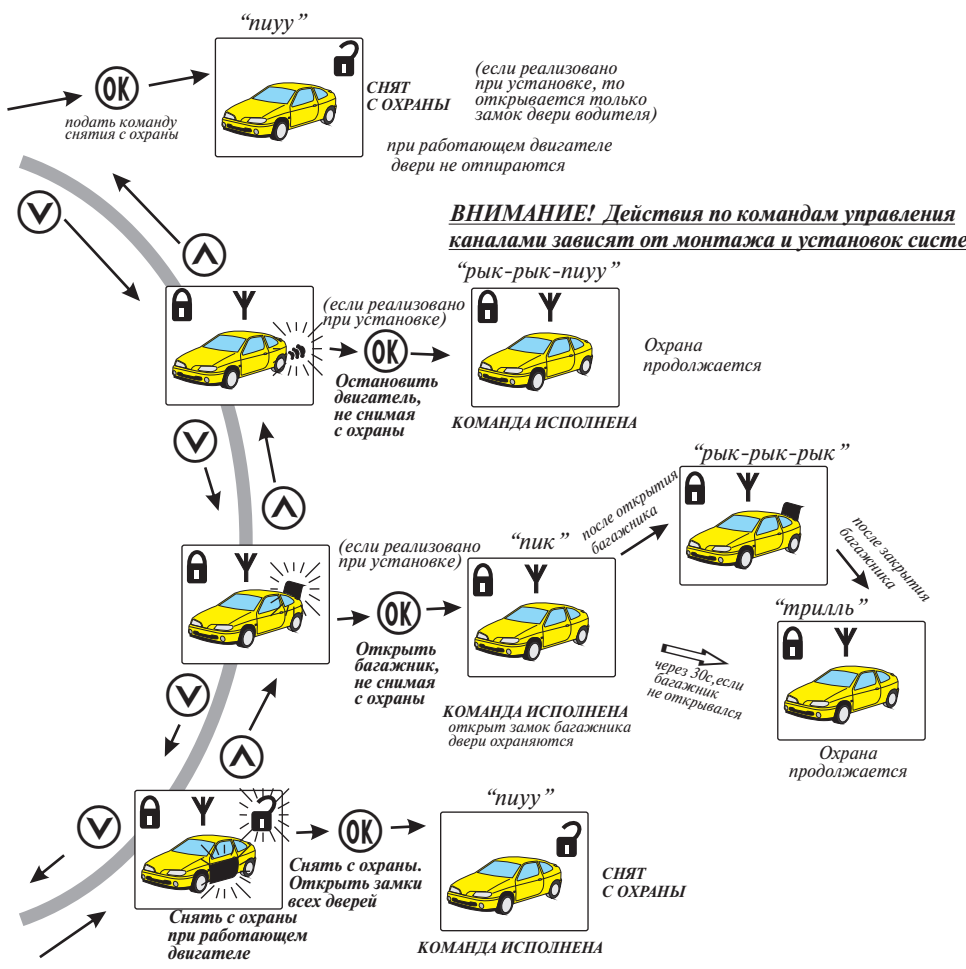 “пиуу”
OK
подать команду
снятия с охраны
СНЯТ
С ОХРАНЫ
(если реализовано
при установке, то
открывается только
замок двери водителя)
при работающем двигателе
двери не отпираются
ВНИМАНИЕ! Действия по командам управления
каналами зависят от монтажа и установок систе
“рык-рык-пиуу”
(если реализовано
при установке)
OK
Остановить
двигатель,
не снимая
с охраны
КОМАНДА ИСПОЛНЕНА
Охрана
продолжается
“рык-рык-рык”
(если реализовано
при установке)
“пик”
после открытия
багажника
после закрытия
багажника
OK
Открыть
багажник,
не снимая
с охраны
КОМАНДА ИСПОЛНЕНА
открыт замок багажника
двери охраняются
через 30с,если
багажник
не открывался
“трилль”
Охрана
продолжается
“пиуу”
OK
Снять с охраны.
Открыть замки
всех дверей
Снять с охраны
при работающем
двигателе
СНЯТ
С ОХРАНЫ
КОМАНДА ИСПОЛНЕНА